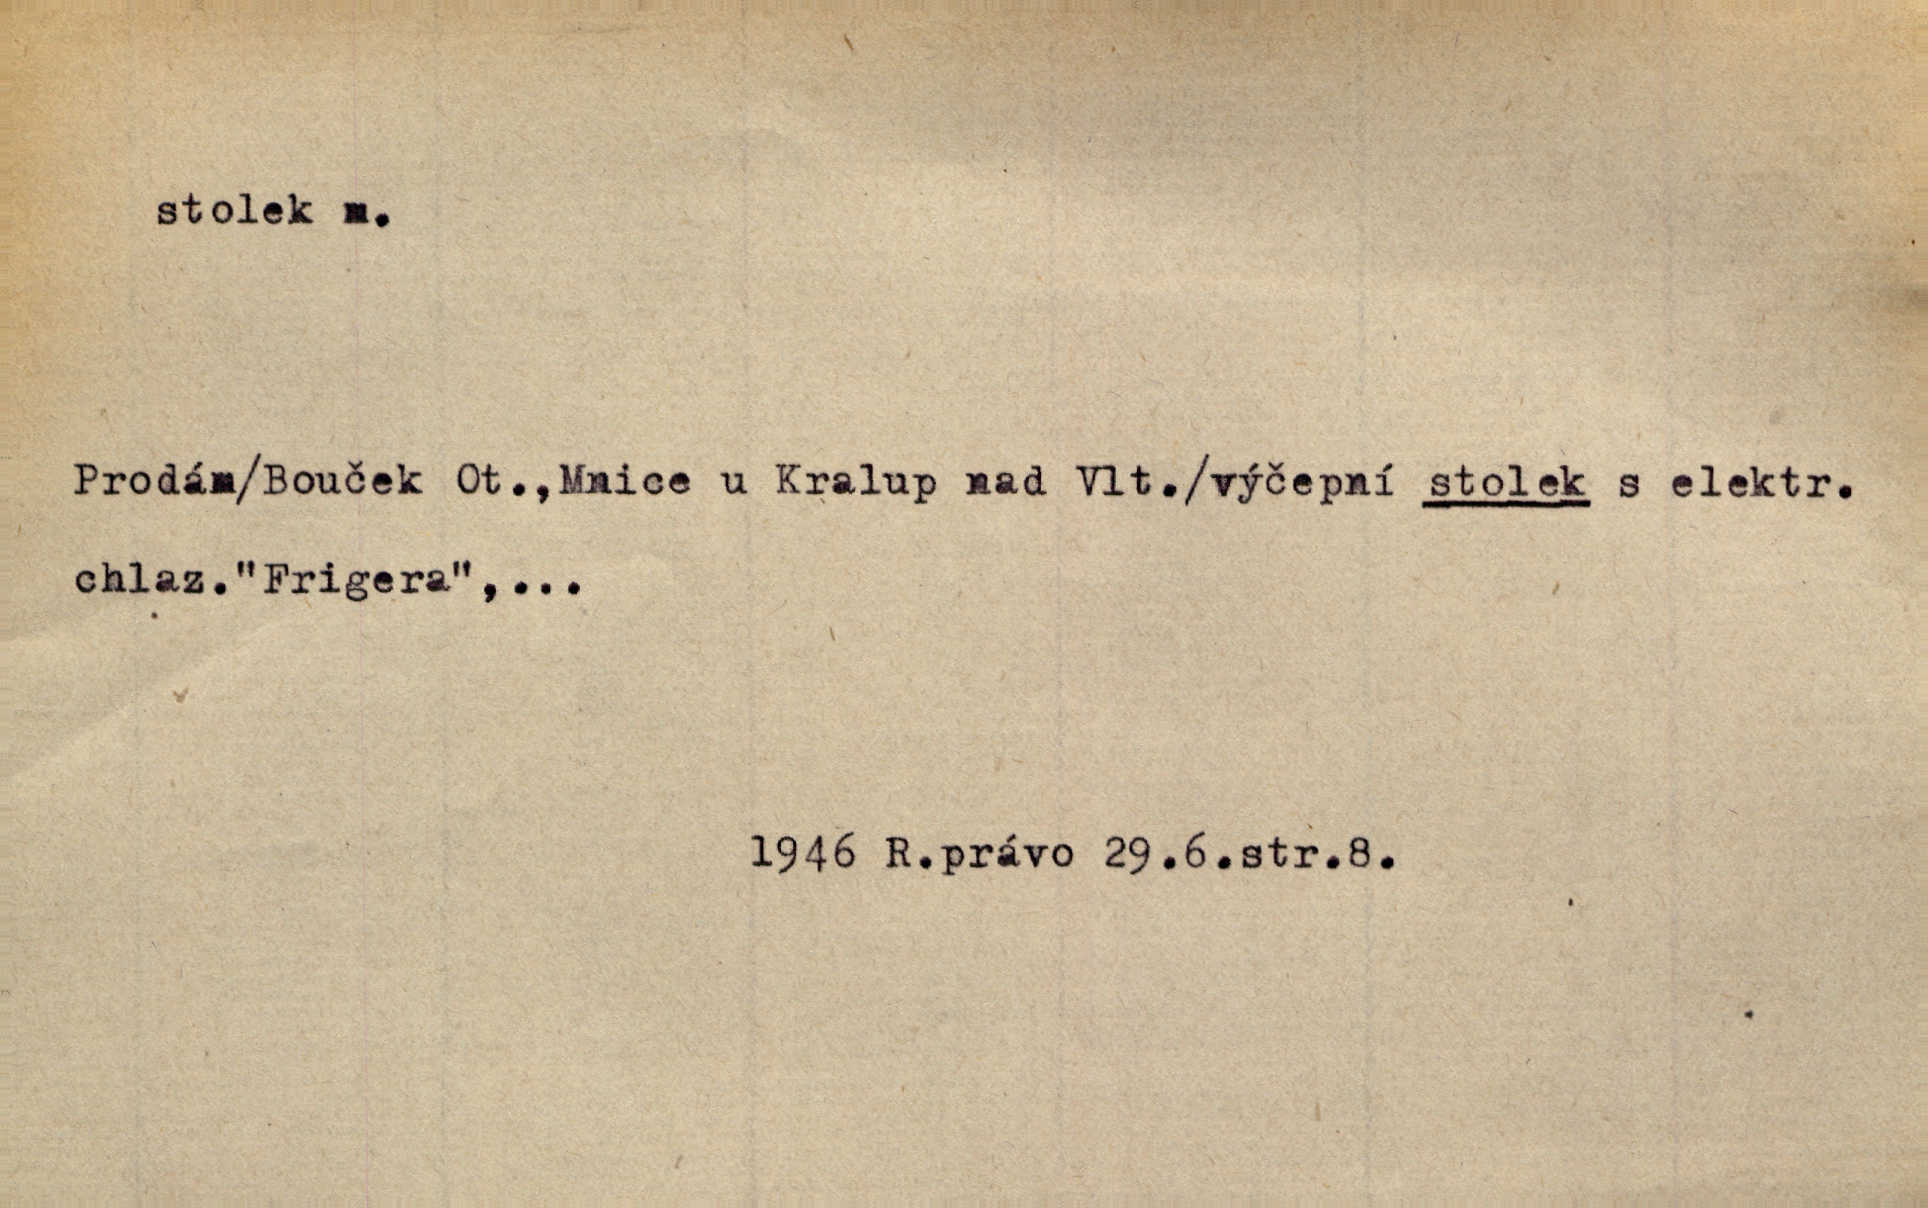 stolek m.
Prodám/Bouček Ot.,Mnice u Kralup nad Vlt./výčepní stolek s elektr.
chlaz."Frigera",...
1946 R.právo 29.6.str.8.